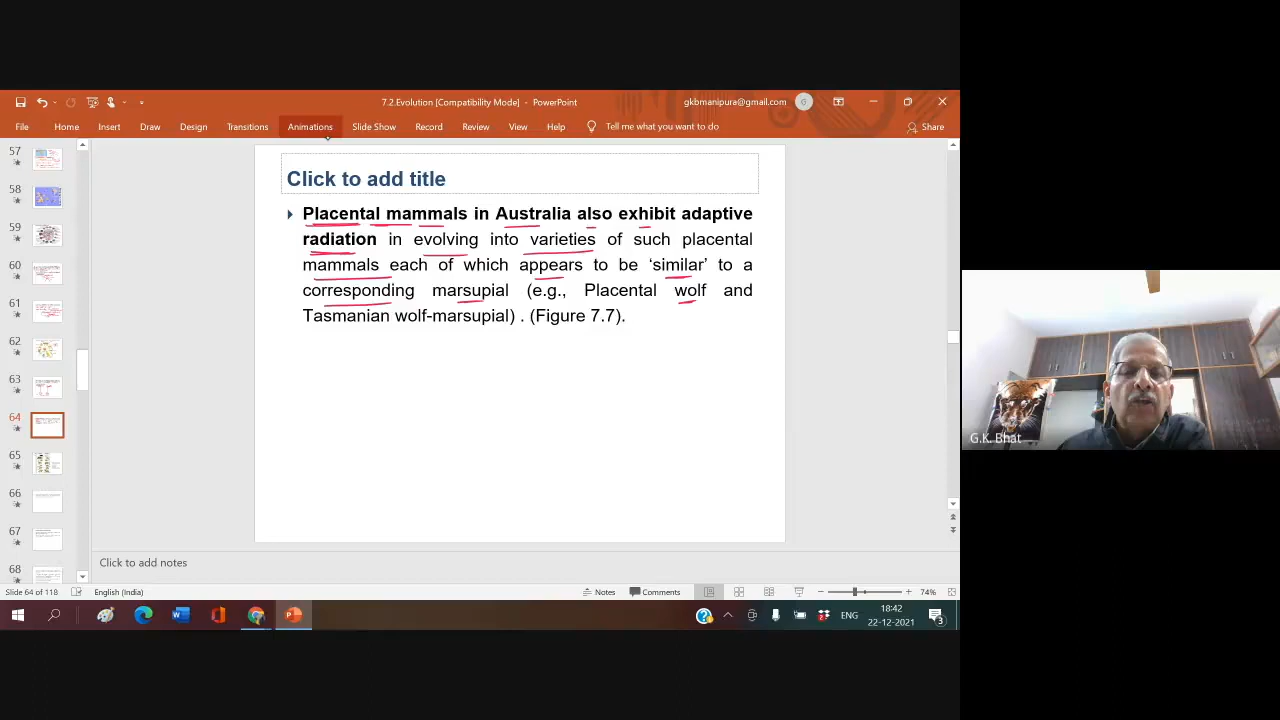 7.2.Evolution [Compatibility Mode] - PowerPoint
gkbmanipura@gmail.com
G
File Home Insert Draw Design Transitions Animations Slide Show Record Review View Help Tell me what you want to do Share
57
58
59
60
61
62
63
64
65
66
67
68
Click to add title
Placental mammals in Australia also exhibit adaptive
radiation in evolving into varieties of such placental
mammals each of which appears to be ‘similar’ to a
corresponding marsupial (e.g., Placental wolf and
Tasmanian wolf-marsupial) . (Figure 7.7).
Click to add notes
Slide 64 of 118 English (India) Notes Comments 74%
ENG
18:42
22-12-2021
3
G.K. Bhat